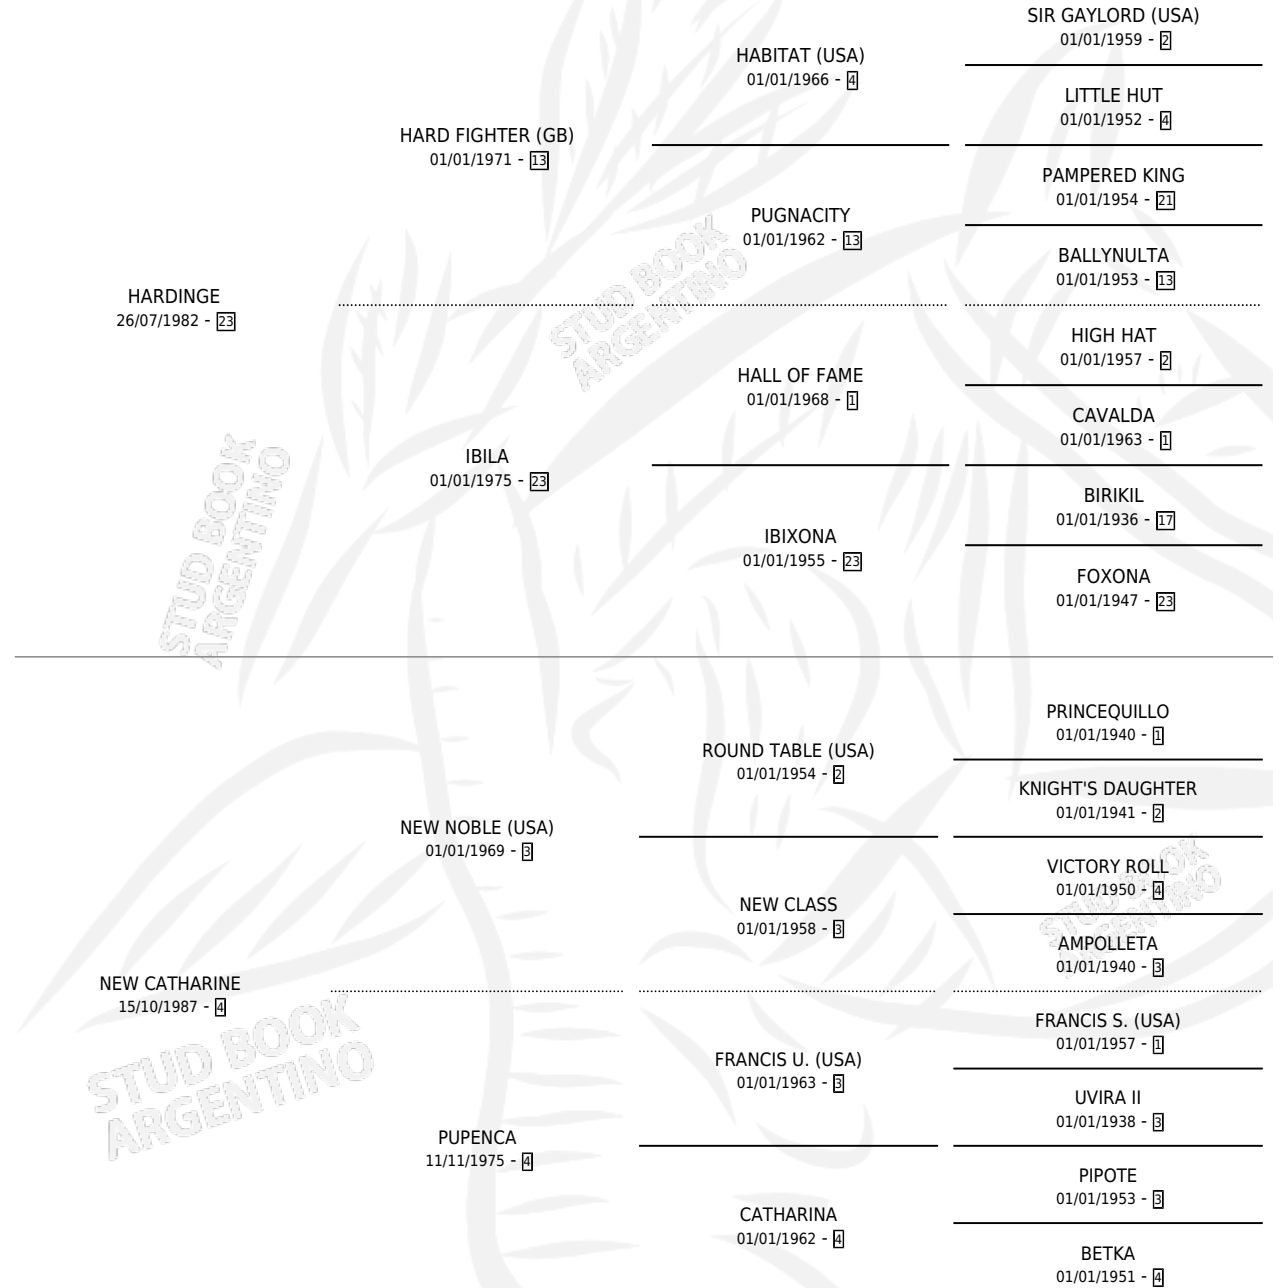 SIR GAYLORD (USA)
01/01/1959 - 2
HABITAT (USA)
01/01/1966 - 4
LITTLE HUT
01/01/1952 - 4
HARD FIGHTER (GB)
01/01/1971 - 13
PAMPERED KING
01/01/1954 - 21
PUGNACITY
01/01/1962 - 13
BALLYNULTA
01/01/1953 - 13
HARDINGE
26/07/1982 - 23
HIGH HAT
01/01/1957 - 2
HALL OF FAME
01/01/1968 - 1
CAVALDA
01/01/1963 - 1
IBILA
01/01/1975 - 23
BIRIKIL
01/01/1936 - 17
IBIXONA
01/01/1955 - 23
FOXONA
01/01/1947 - 23
STUD BOOK
ARGENTINO
STUD BOOK
ARGENTINO
PRINCEQUILLO
01/01/1940 - 1
ROUND TABLE (USA)
01/01/1954 - 2
KNIGHT'S DAUGHTER
01/01/1941 - 2
NEW NOBLE (USA)
01/01/1969 - 3
VICTORY ROLL
01/01/1950 - 4
NEW CLASS
01/01/1958 - 3
AMPOLLETA
01/01/1940 - 3
NEW CATHARINE
15/10/1987 - 4
FRANCIS S. (USA)
01/01/1957 - 1
FRANCIS U. (USA)
01/01/1963 - 3
UVIRA II
01/01/1938 - 3
PUPENCA
11/11/1975 - 4
PIPOTE
01/01/1953 - 3
CATHARINA
01/01/1962 - 4
BETKA
01/01/1951 - 4
STUD BOOK
ARGENTINO
STUD BOOK
ARGENTINO